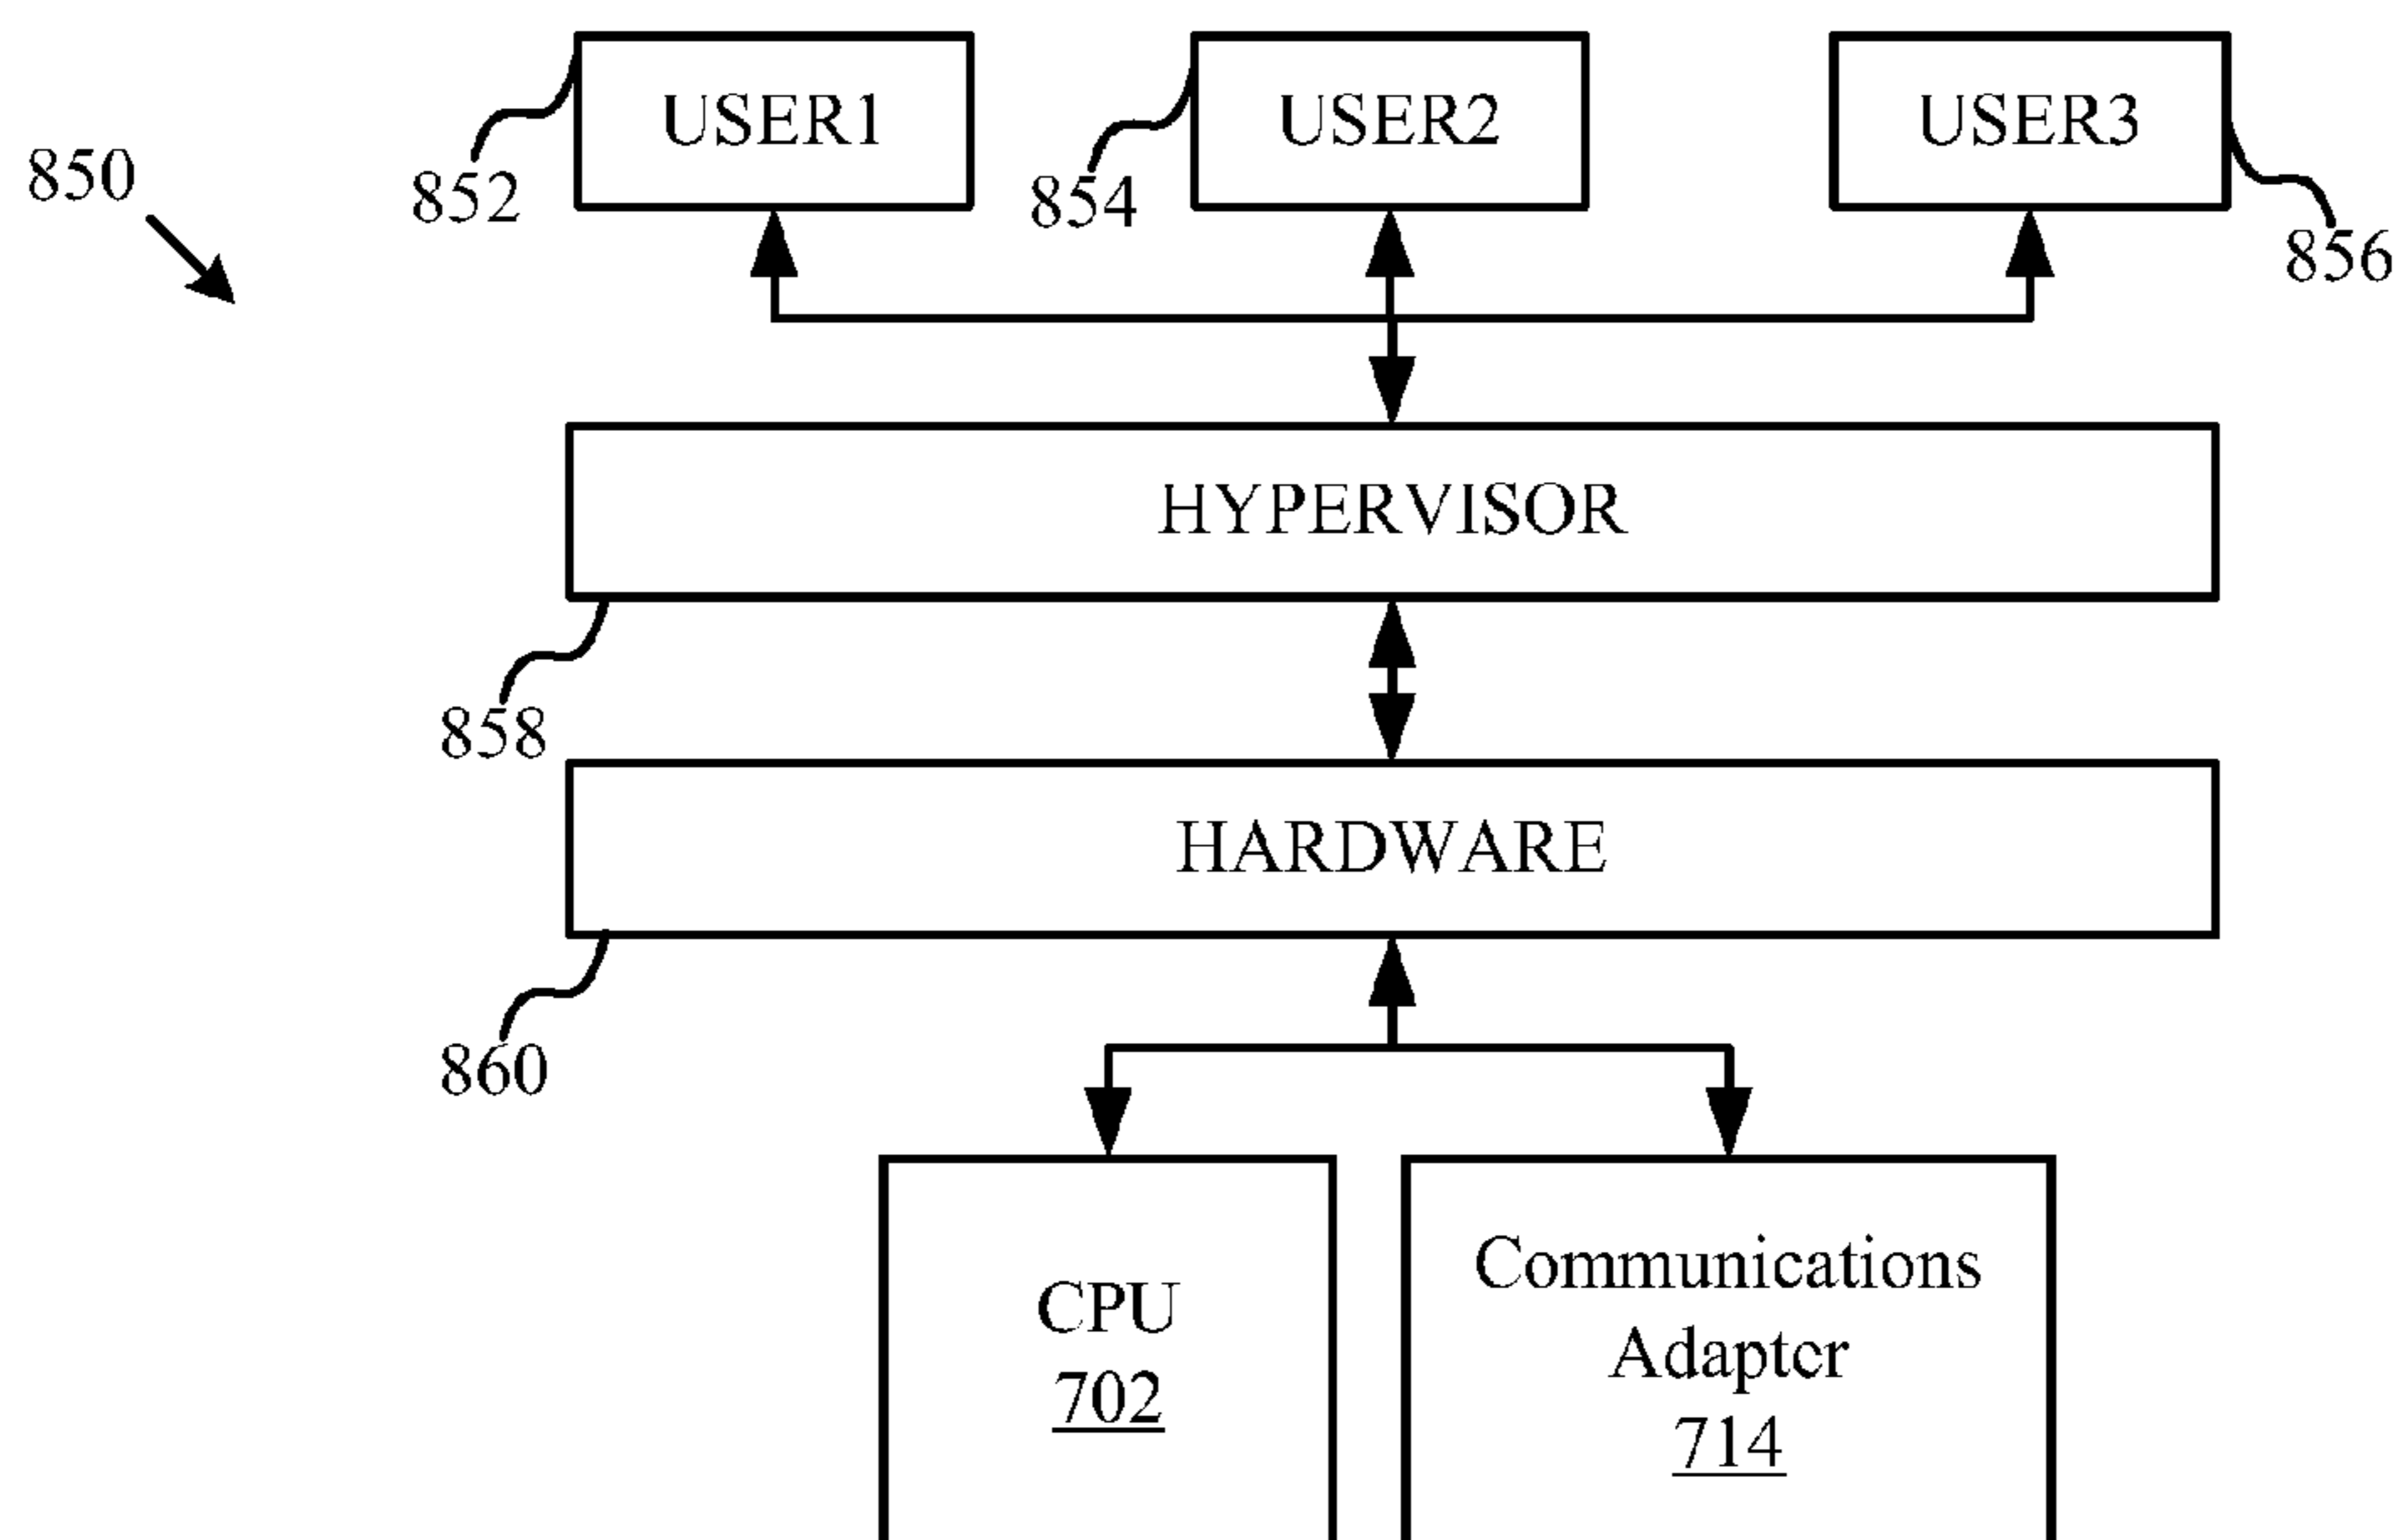 USER1
USER2
USER3
850
852
854
856
HYPERVISOR
858
HARDWARE
860
CPU
702
Communications
Adapter
714